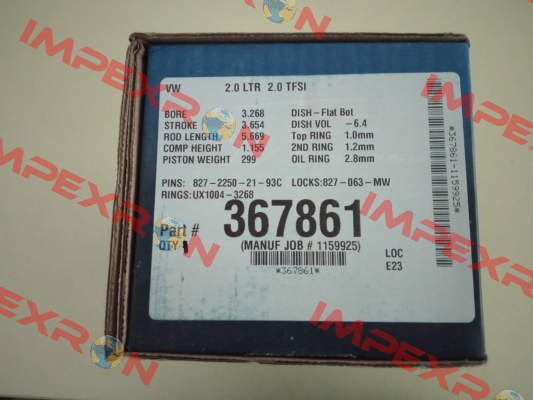 VW 2.0 LTR 2.0 TFSI
BORE 3.268 DISH-Flat Bot
STROKE 3.654 DISH VOL -6.4
ROD LENGTH 5.669 Top RING 1.0mm
COMP HEIGHT 1.155 2ND RING 1.2mm
PISTON WEIGHT 299 OIL RING 2.8mm
PINS: 827-2250-21-93C LOCKS:827-063-MW
RINGS:UX1004-3268
Part # 367861
QTY
(MANUF JOB # 1159925)
*367861*
LOC
E23
*367861-1159925*
IMPEXRON
IMPEXRON
IMPEXRON
IMPEXRON
IMPEXRON